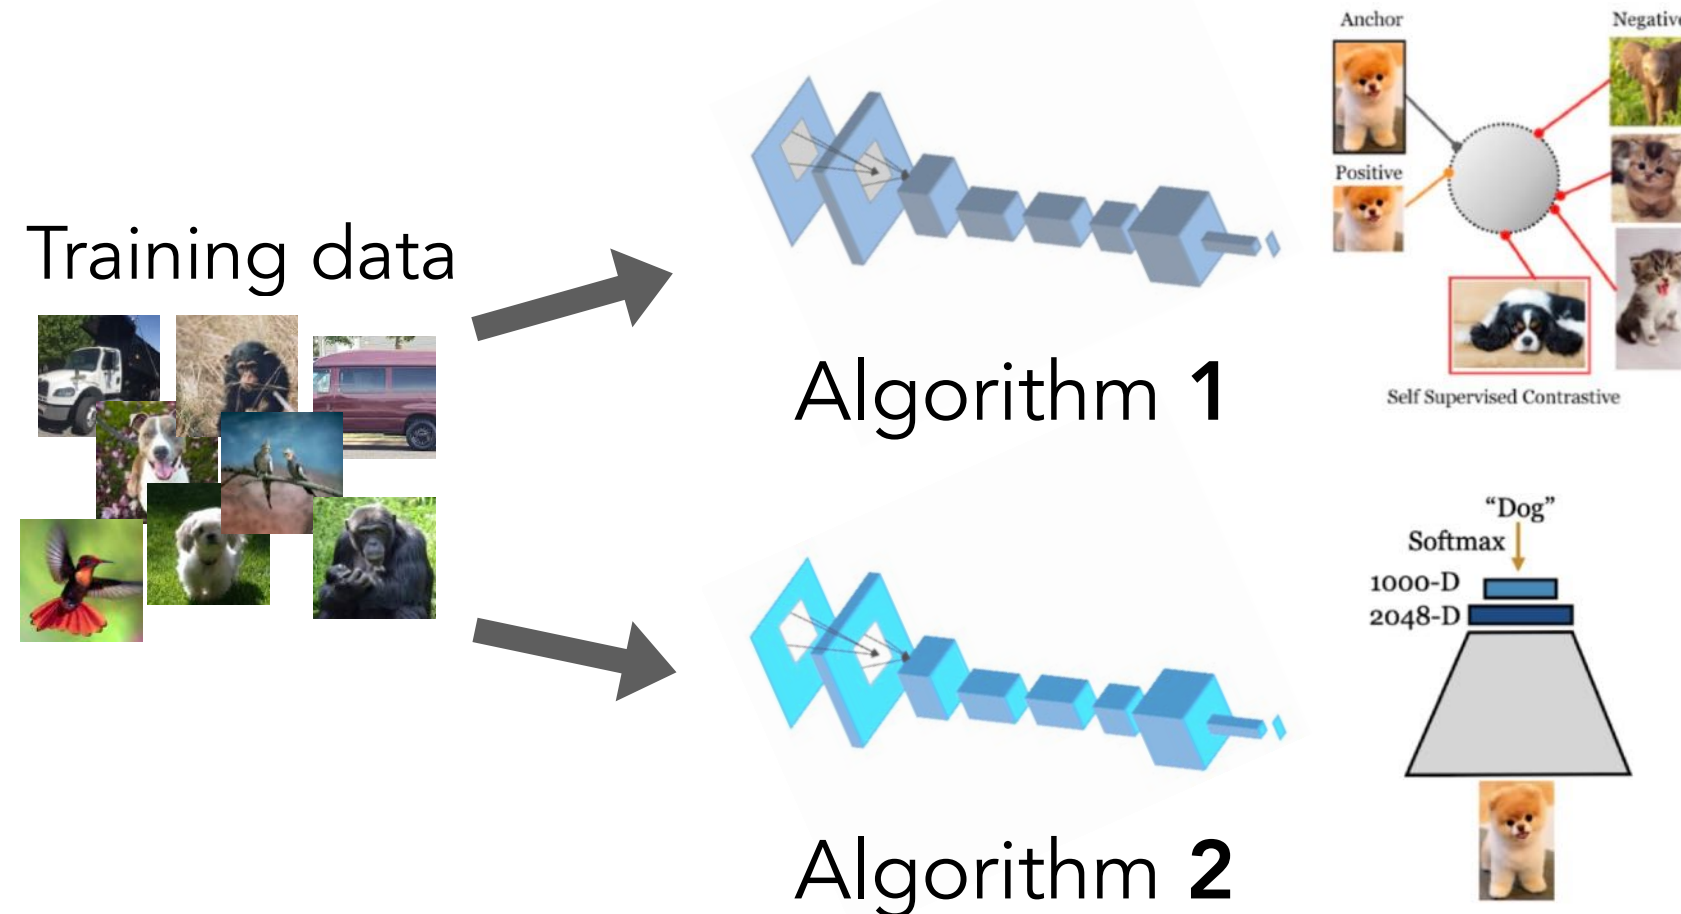 Training data
Algorithm 1
Anchor
Negative
Positive
Self Supervised Contrastive
Algorithm 2
“Dog”
Softmax
1000-D
2048-D